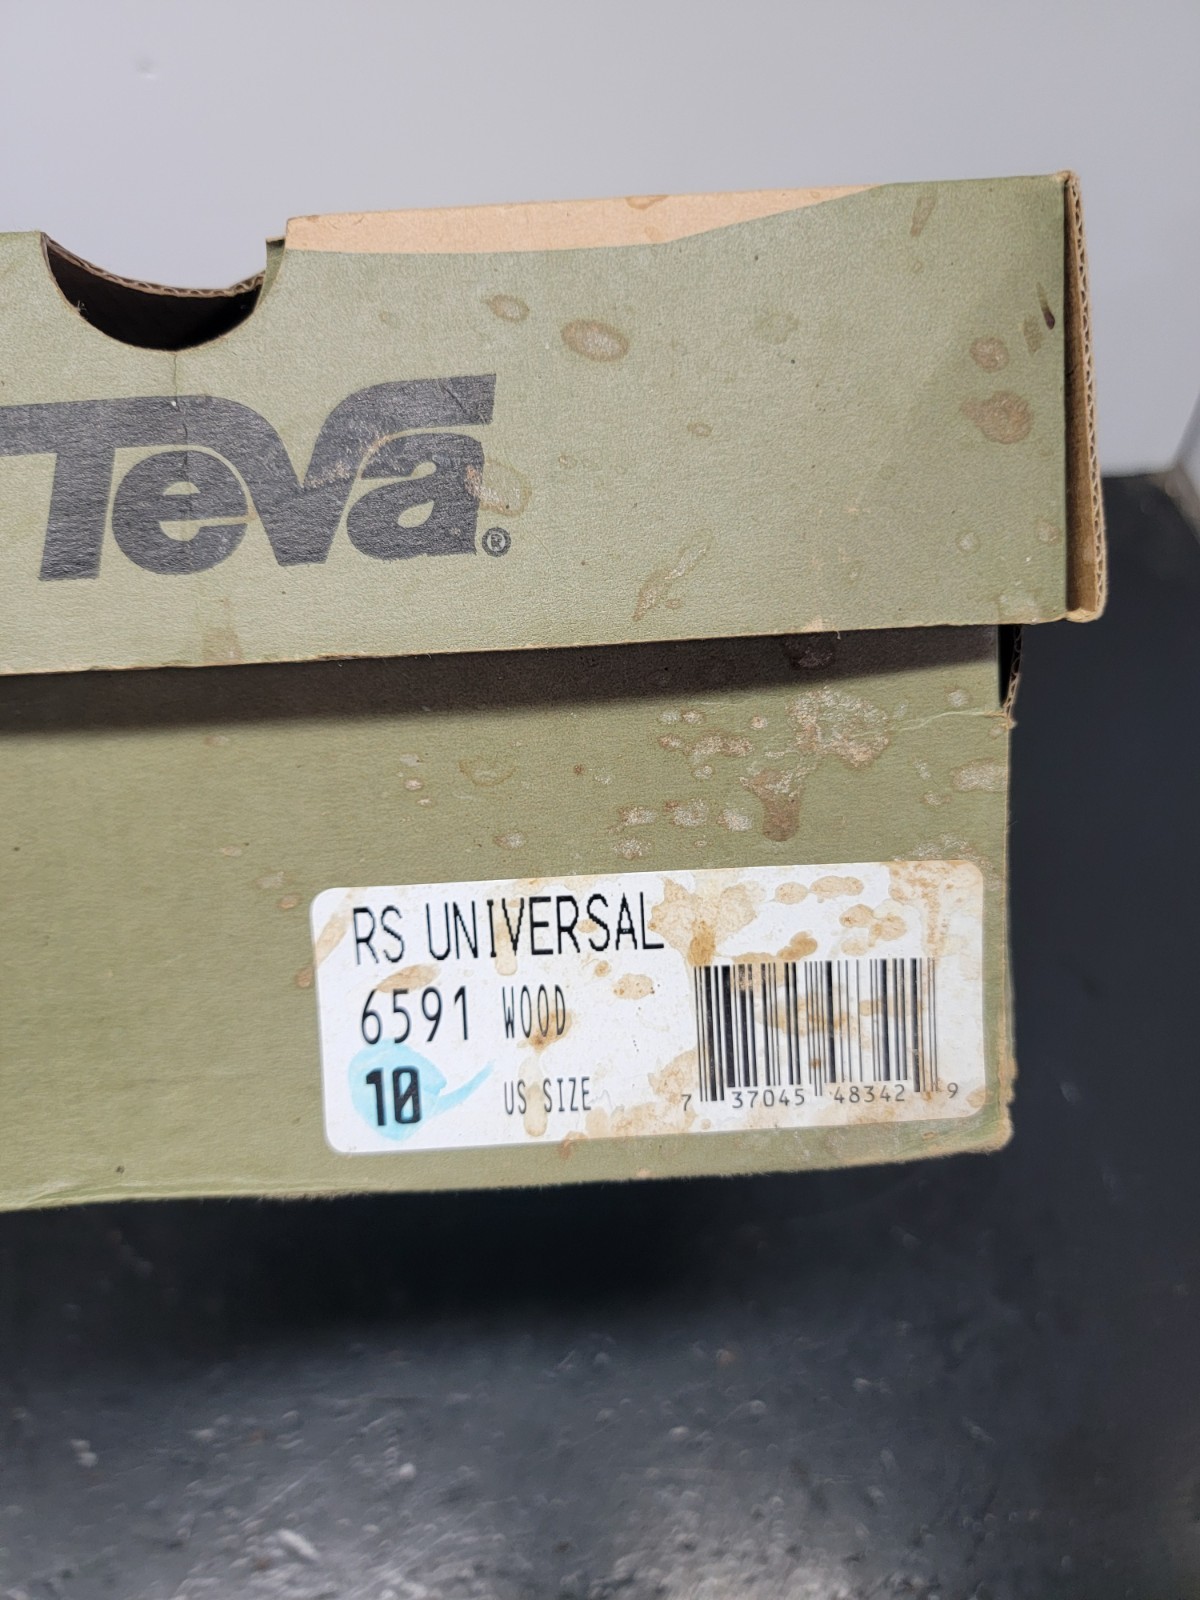 Teva®
RS UNIVERSAL
6591 WOOD
10 US SIZE
7 37045 48342 9